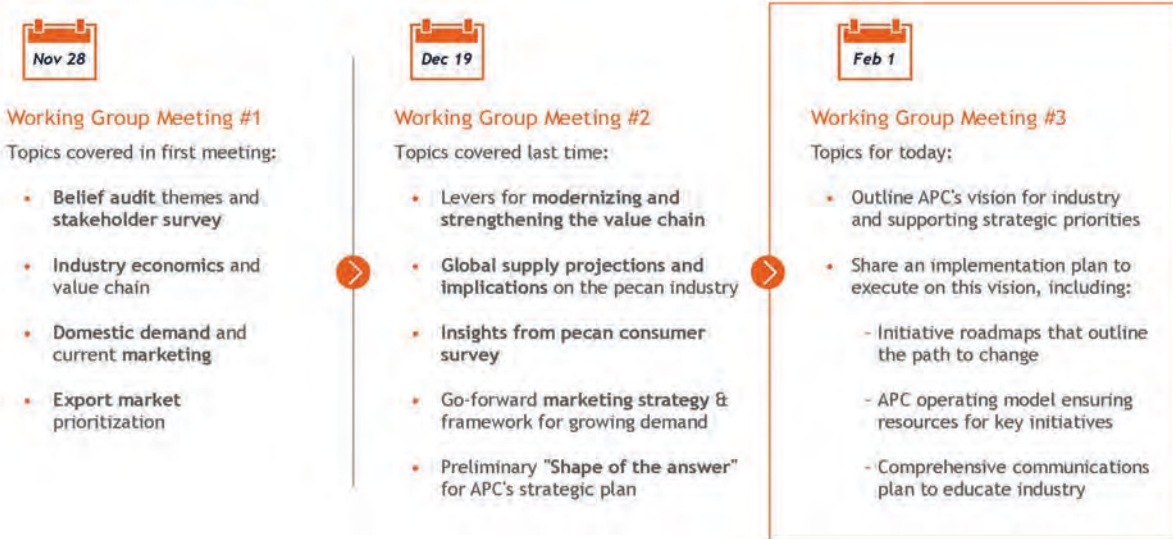 Nov 28
Working Group Meeting #1
Topics covered in first meeting:
• Belief audit themes and
stakeholder survey
• Industry economics and
value chain
• Domestic demand and
current marketing
• Export market
prioritization
Dec 19
Working Group Meeting #2
Topics covered last time:
• Levers for modernizing and
strengthening the value chain
• Global supply projections and
implications on the pecan industry
• Insights from pecan consumer
survey
• Go-forward marketing strategy &
framework for growing demand
• Preliminary "Shape of the answer"
for APC's strategic plan
Feb 1
Working Group Meeting #3
Topics for today:
• Outline APC's vision for industry
and supporting strategic priorities
• Share an implementation plan to
execute on this vision, including:
- Initiative roadmaps that outline
the path to change
- APC operating model ensuring
resources for key initiatives
- Comprehensive communications
plan to educate industry